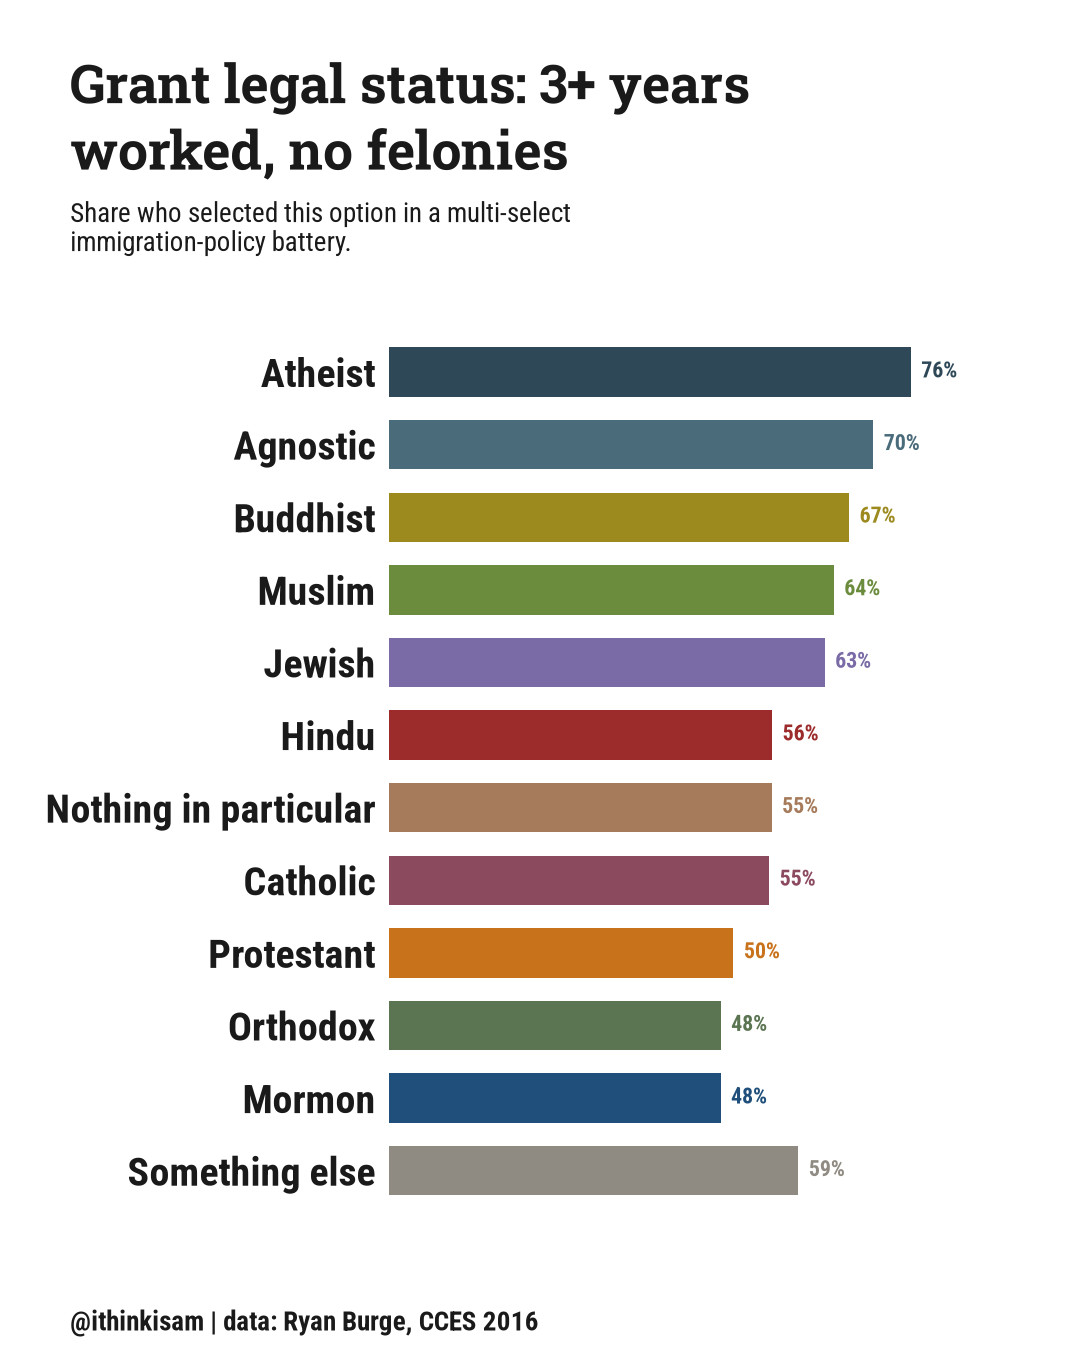 Grant legal status: 3+ years
worked, no felonies
Share who selected this option in a multi-select
immigration-policy battery.
Atheist 76%
Agnostic 70%
Buddhist 67%
Muslim 64%
Jewish 63%
Hindu 56%
Nothing in particular 55%
Catholic 55%
Protestant 50%
Orthodox 48%
Mormon 48%
Something else 59%
@ithinkisam | data: Ryan Burge, CCES 2016